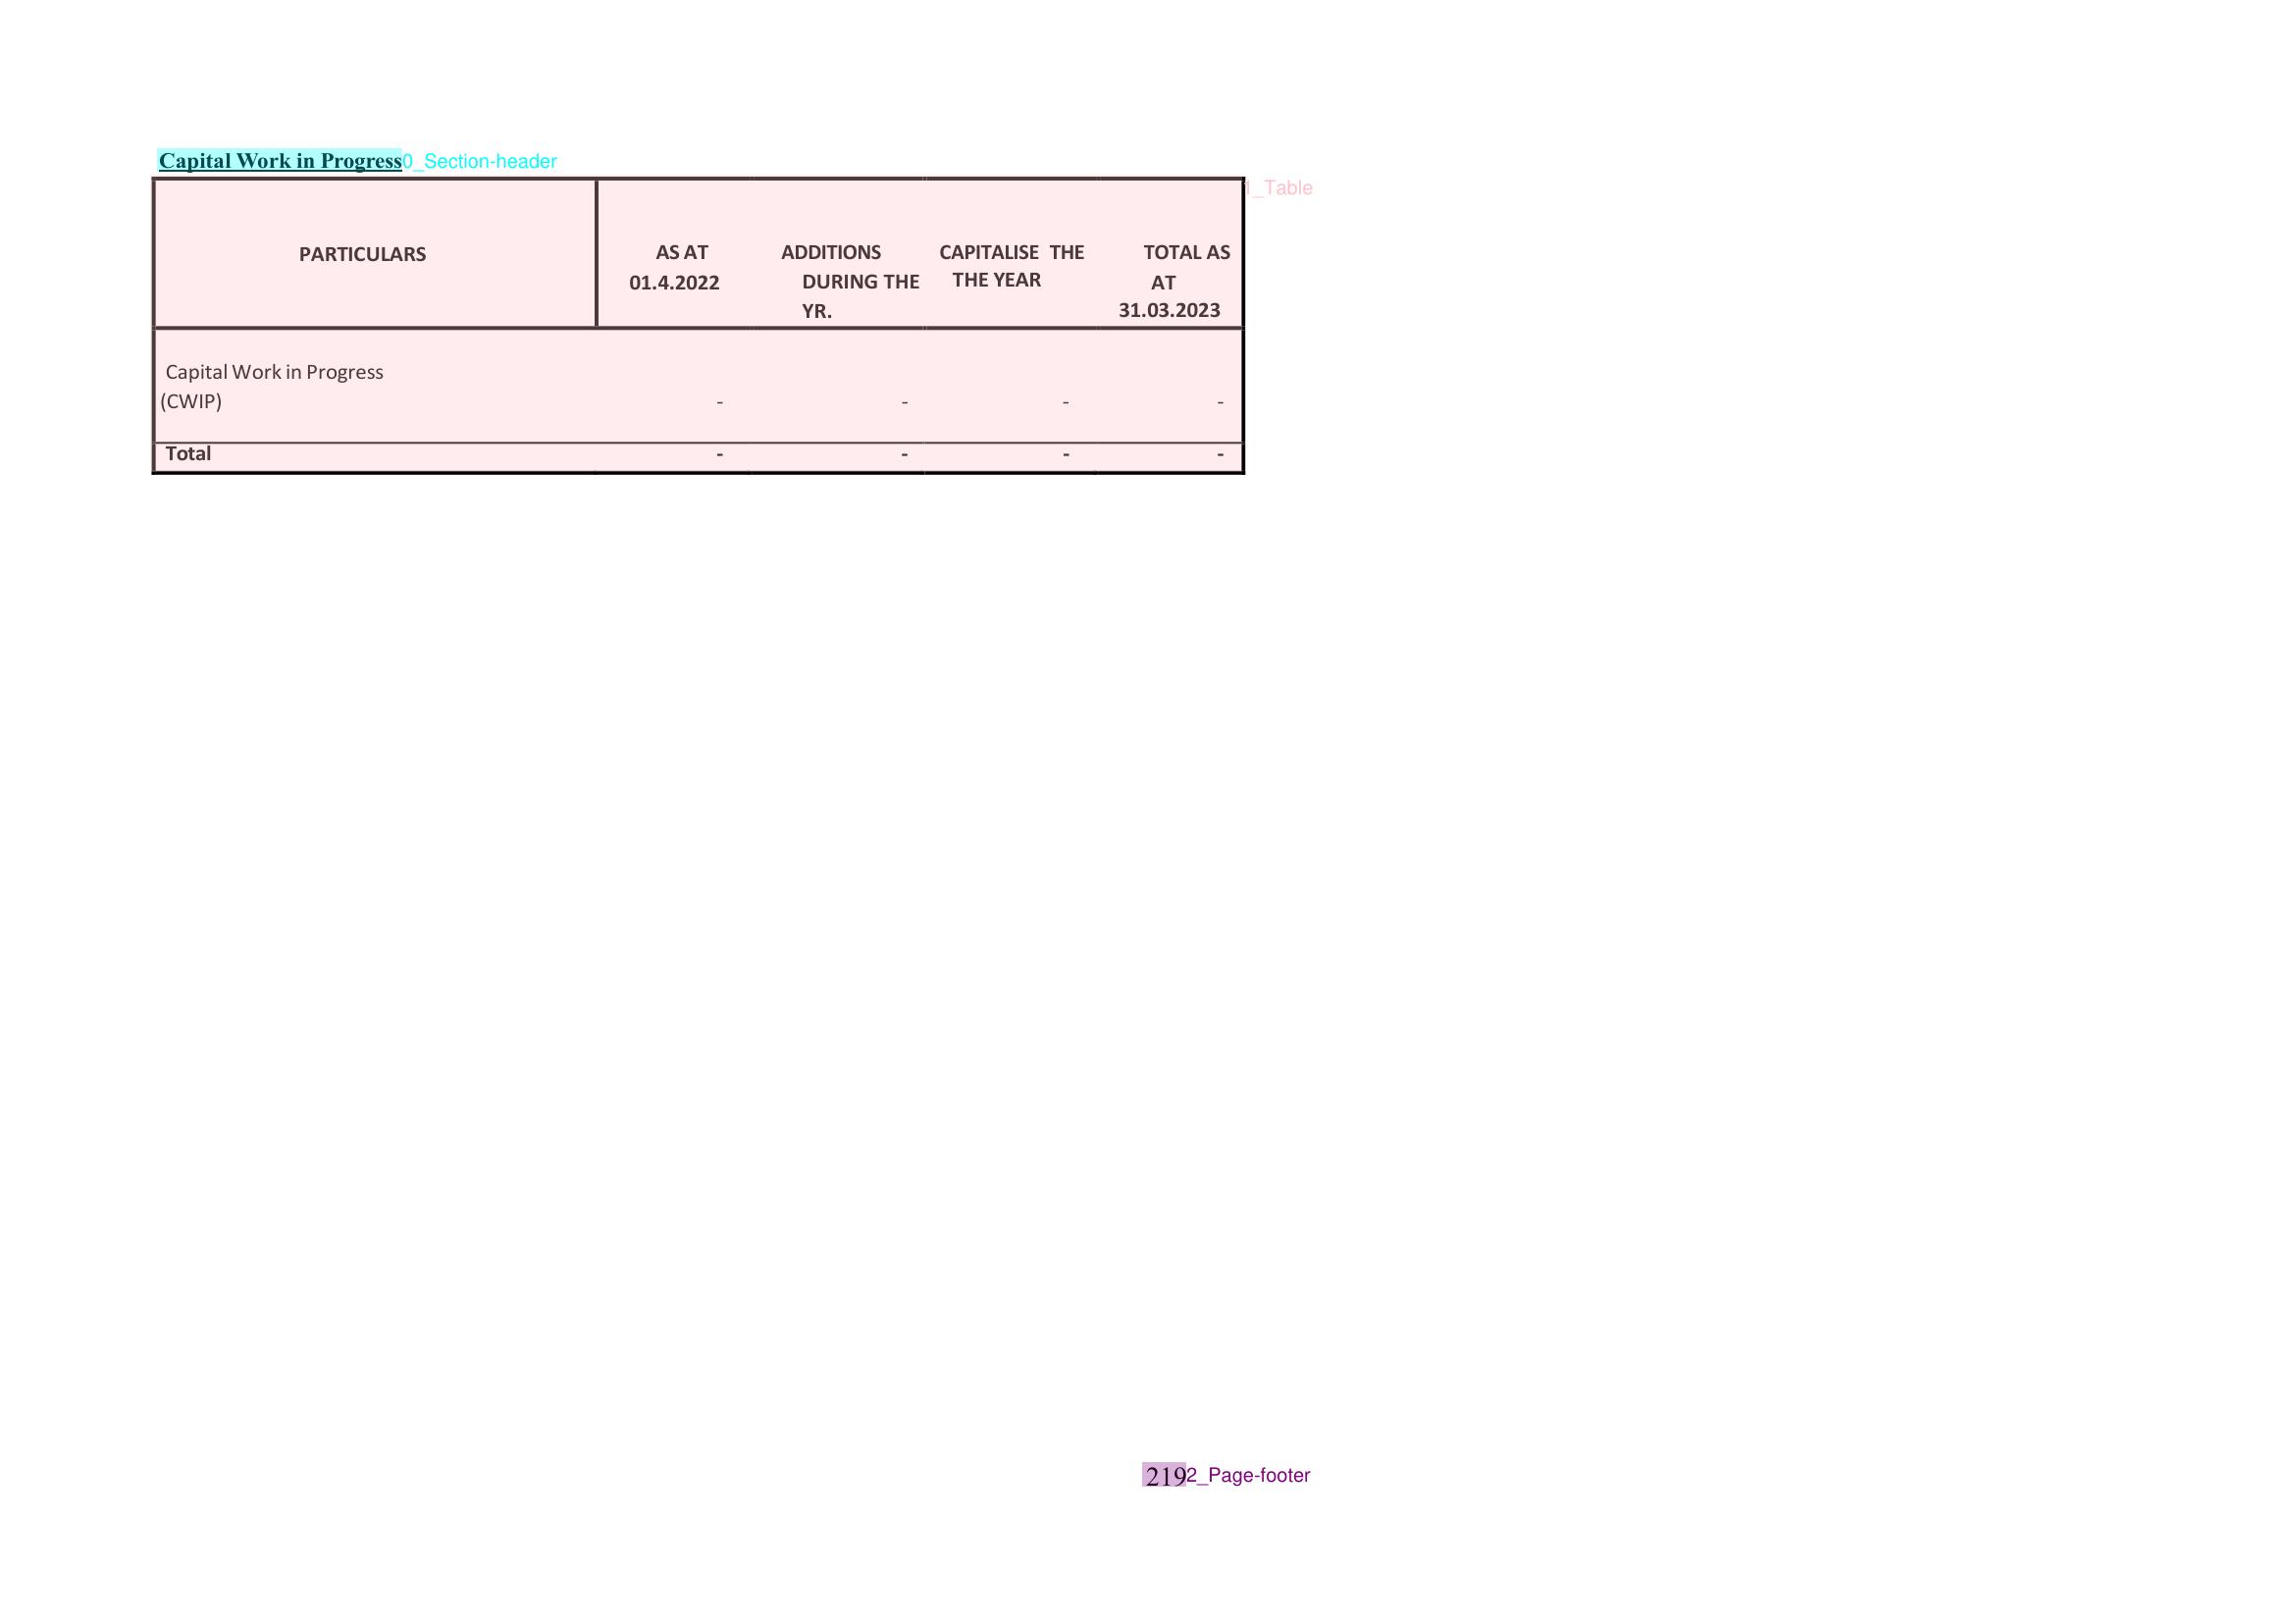 Capital Work in Progress0_Section-header
1_Table
PARTICULARS
AS AT
01.4.2022
ADDITIONS
DURING THE
YR.
CAPITALISE THE
THE YEAR
TOTAL AS
AT
31.03.2023
Capital Work in Progress
(CWIP) - - - -
Total - - - -
2192_Page-footer